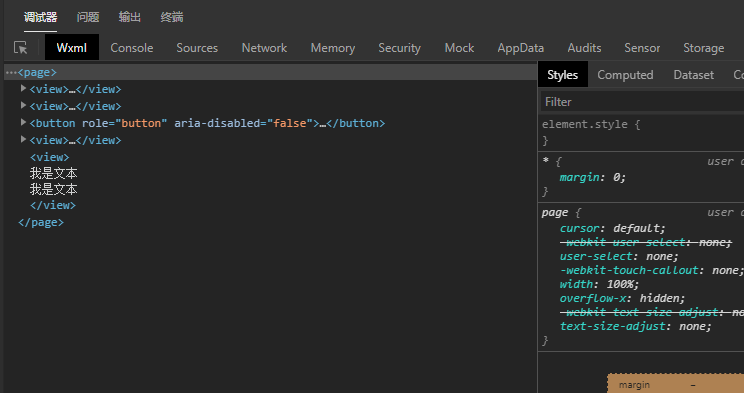 调试器 问题 输出 终端
Wxml Console Sources Network Memory Security Mock AppData Audits Sensor Storage
⋯<page>
▶<view>…</view>
▶<view>…</view>
▶<button role="button" aria-disabled="false">…</button>
▶<view>…</view>
<view>
我是文本
我是文本
</view>
</page>
Styles Computed Dataset Co
Filter
element.style {
}
* { user a
margin: 0;
}
page { user a
cursor: default;
-webkit-user-select: none;
user-select: none;
-webkit-touch-callout: none;
width: 100%;
overflow-x: hidden;
-webkit-text-size-adjust: no
text-size-adjust: none;
}
margin –